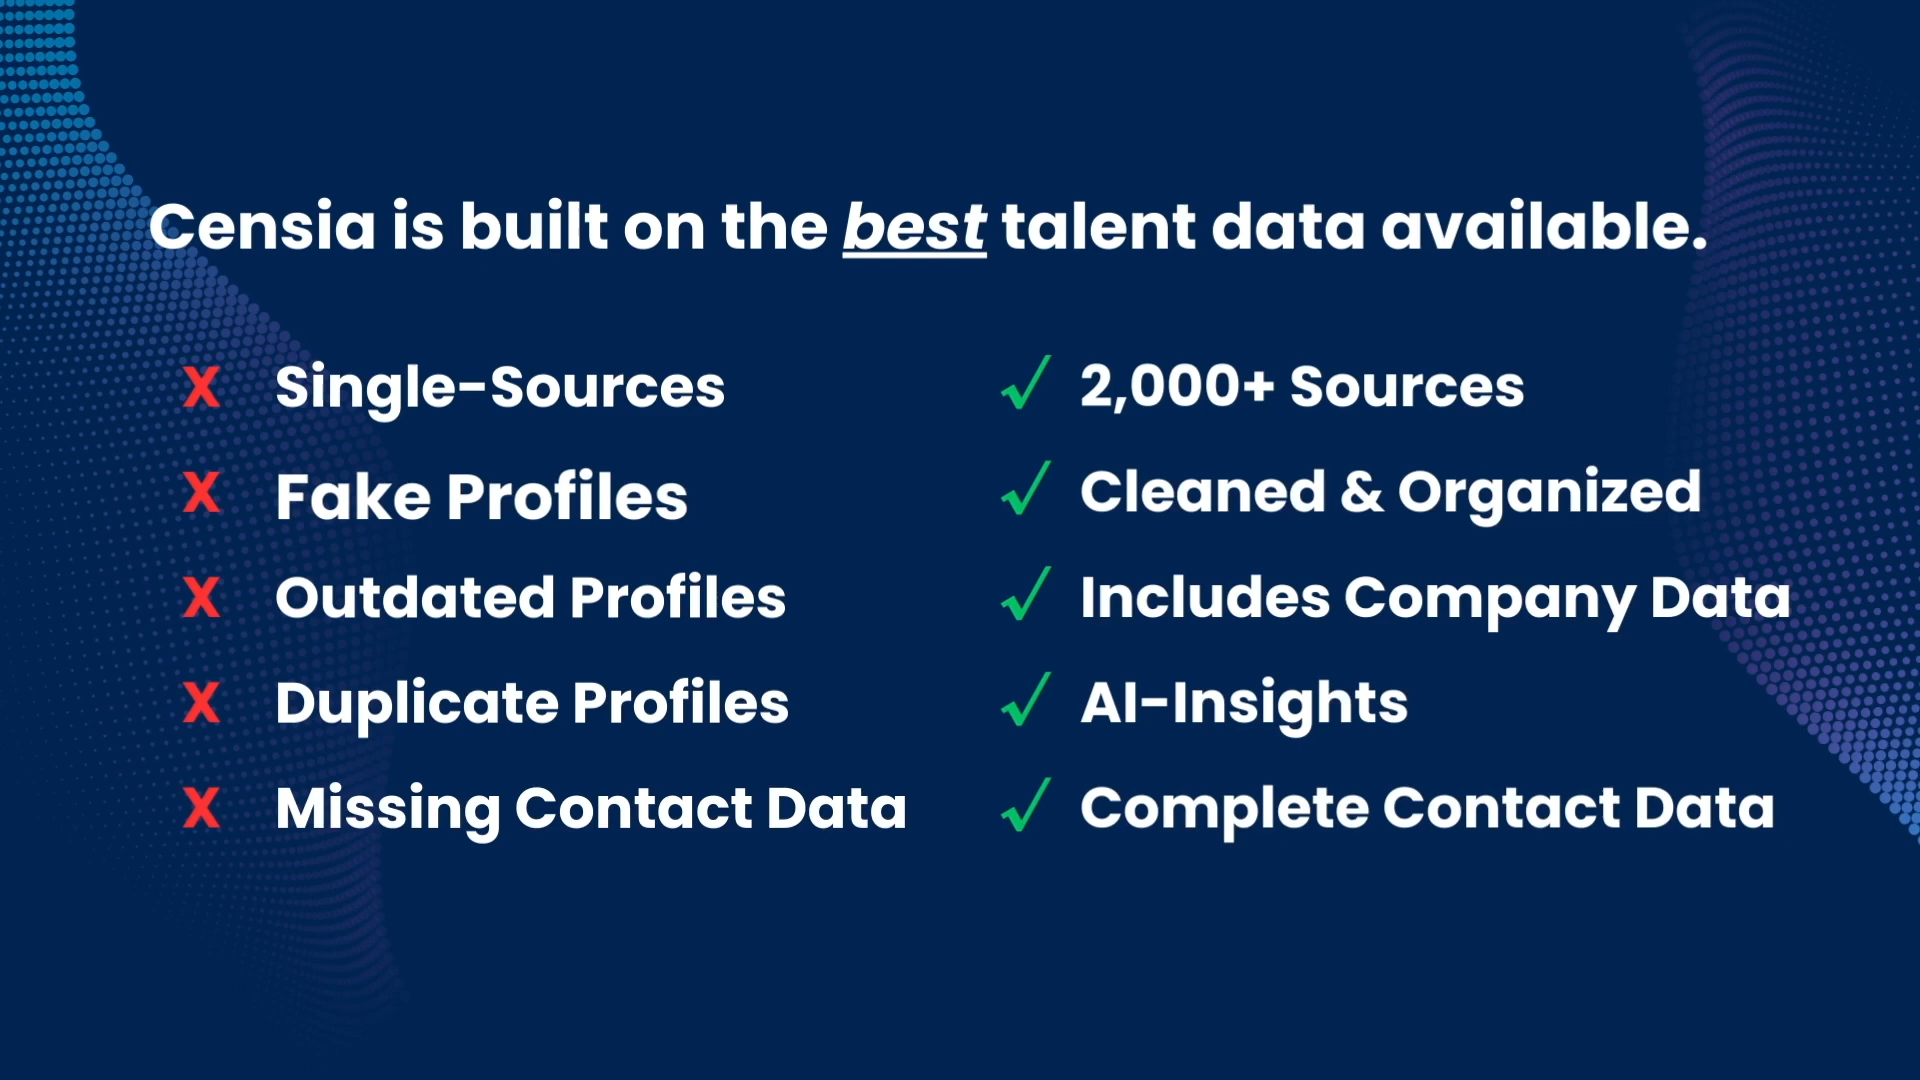 Censia is built on the best talent data available.
X Single-Sources
X Fake Profiles
X Outdated Profiles
X Duplicate Profiles
X Missing Contact Data
✓ 2,000+ Sources
✓ Cleaned & Organized
✓ Includes Company Data
✓ AI-Insights
✓ Complete Contact Data